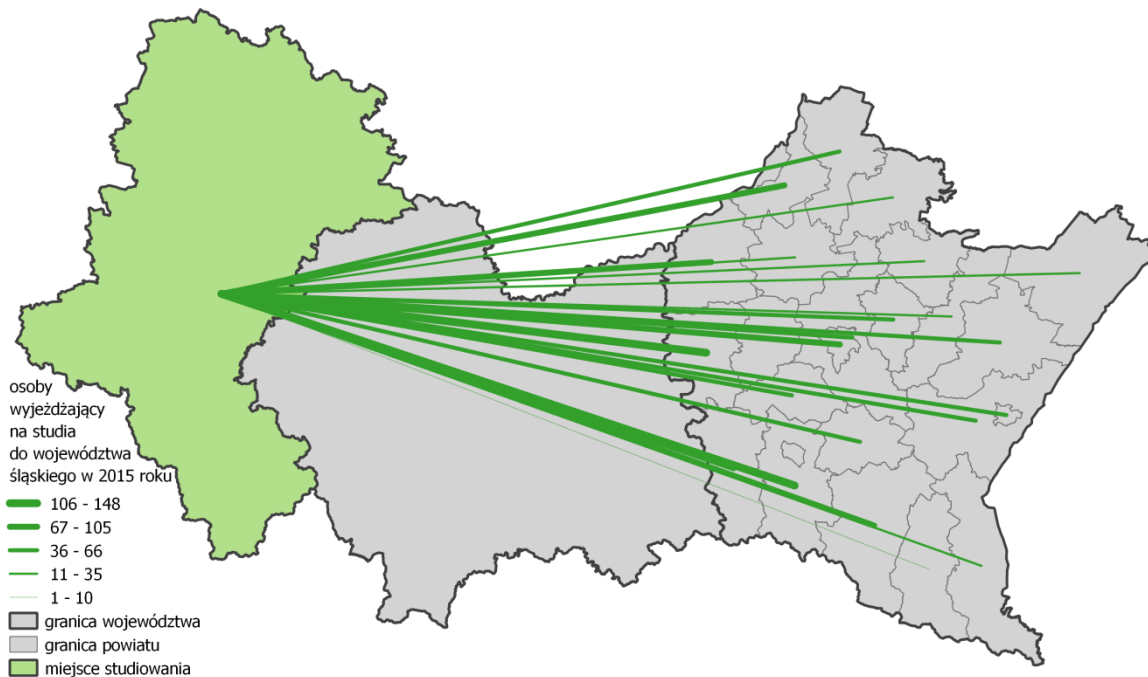 osoby
wyjeżdżający
na studia
do województwa
śląskiego w 2015 roku
106 - 148
67 - 105
36 - 66
11 - 35
1 - 10
granica województwa
granica powiatu
miejsce studiowania